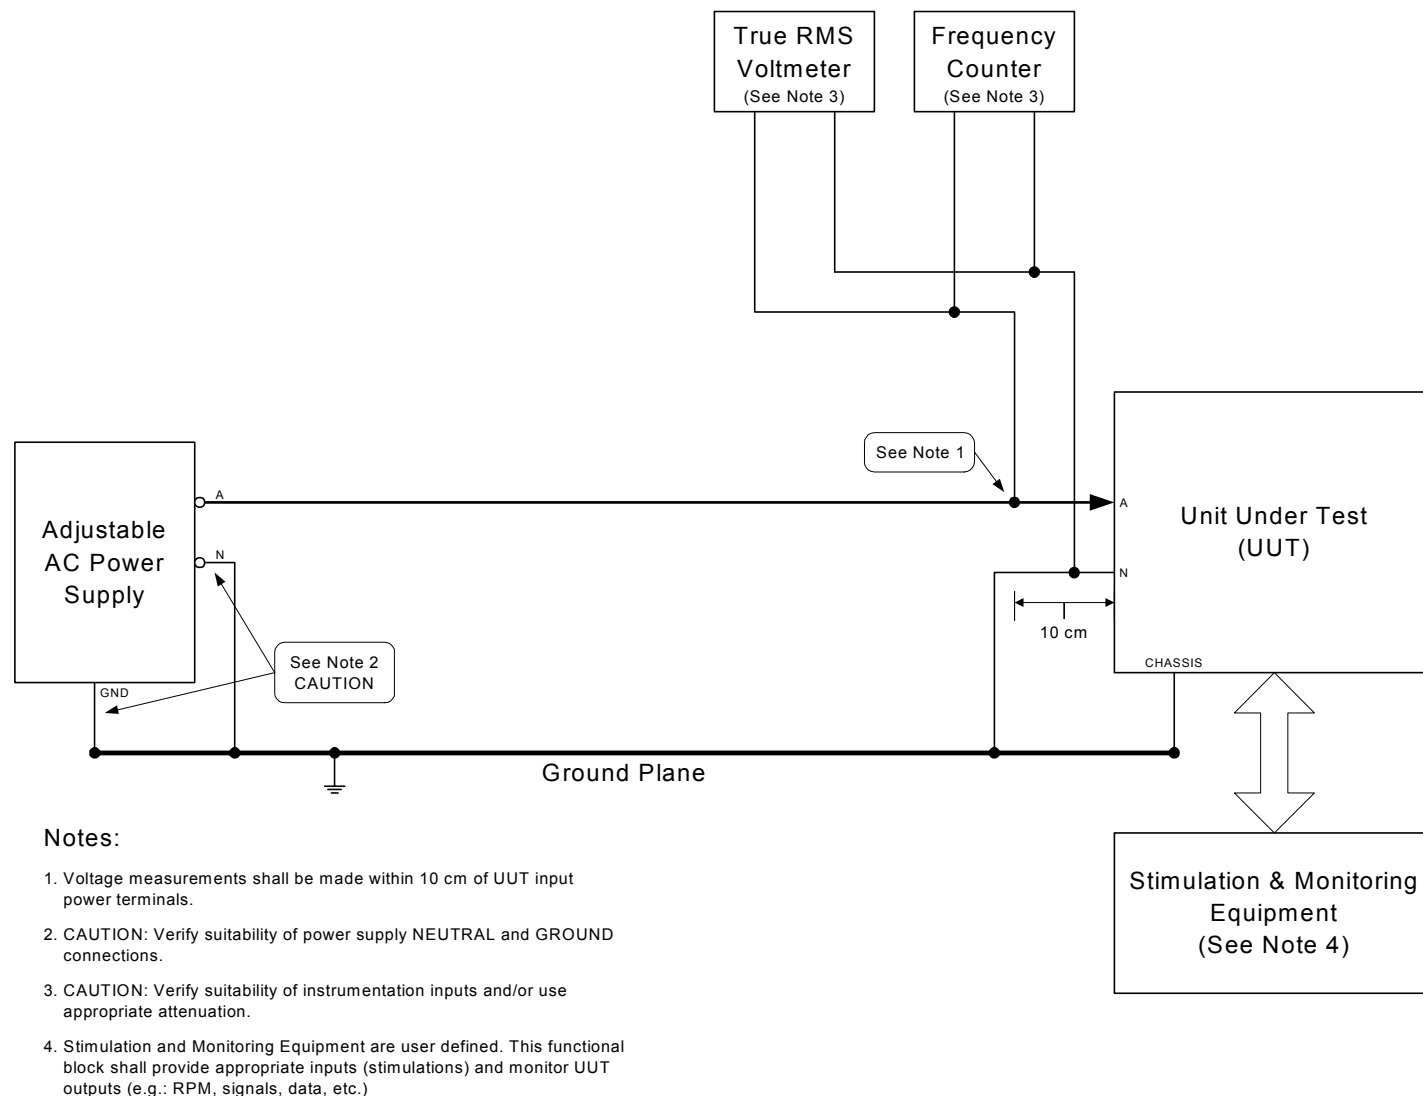 True RMS
Voltmeter
(See Note 3)
Frequency
Counter
(See Note 3)
See Note 1
A
A
Adjustable
AC Power
Supply
N
Unit Under Test
(UUT)
N
10 cm
See Note 2
CAUTION
CHASSIS
GND
Ground Plane
Stimulation & Monitoring
Equipment
(See Note 4)
Notes:
1. Voltage measurements shall be made within 10 cm of UUT input
power terminals.
2. CAUTION: Verify suitability of power supply NEUTRAL and GROUND
connections.
3. CAUTION: Verify suitability of instrumentation inputs and/or use
appropriate attenuation.
4. Stimulation and Monitoring Equipment are user defined. This functional
block shall provide appropriate inputs (stimulations) and monitor UUT
outputs (e.g.: RPM, signals, data, etc.)